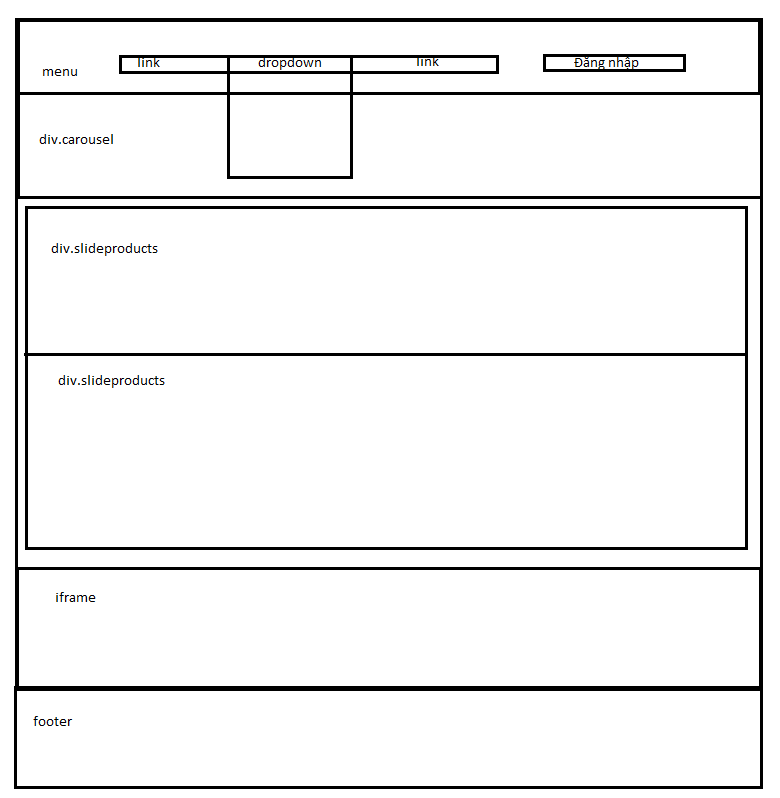 link dropdown link Đăng nhập
menu
div.carousel
div.slideproducts
div.slideproducts
iframe
footer